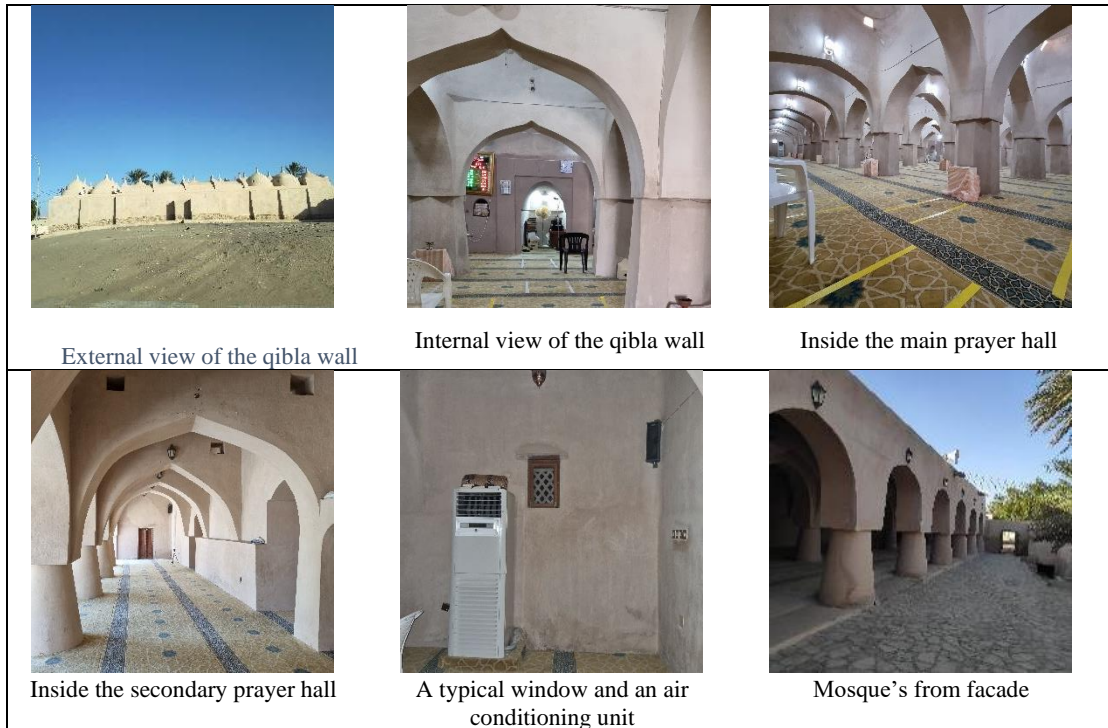 External view of the qibla wall
Internal view of the qibla wall
Inside the main prayer hall
Inside the secondary prayer hall
A typical window and an air
conditioning unit
Mosque’s from facade